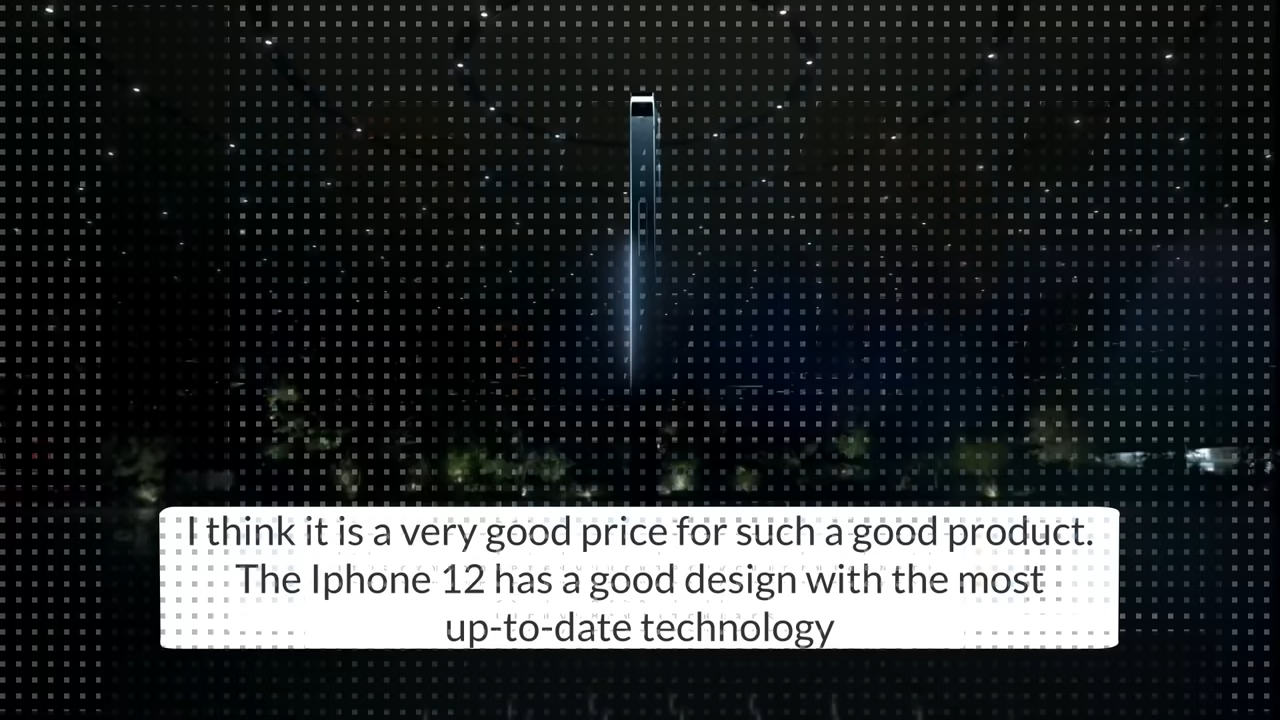 I think it is a very good price for such a good product.
The Iphone 12 has a good design with the most
up-to-date technology